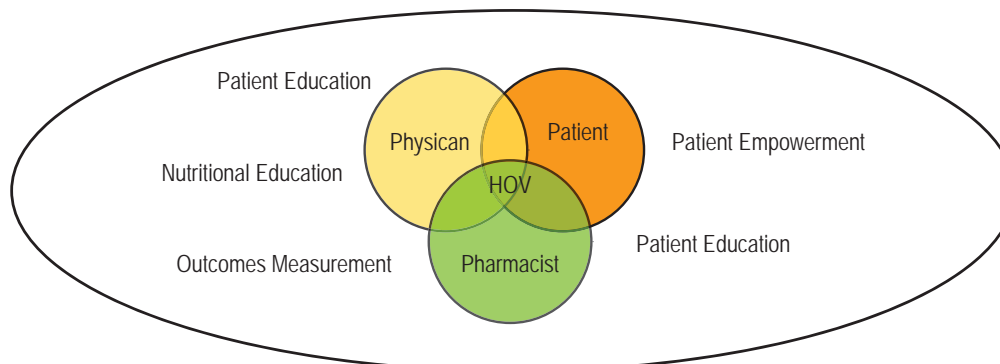 Patient Education
Physican
Patient
Patient Empowerment
Nutritional Education
HOV
Outcomes Measurement
Pharmacist
Patient Education